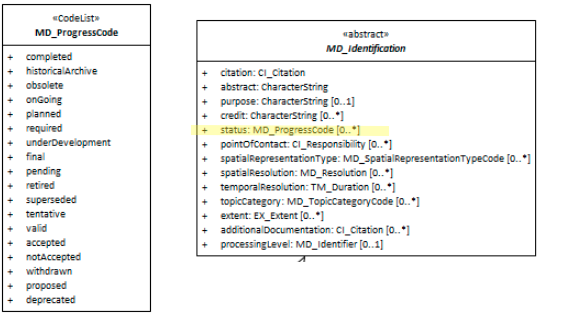 «CodeList»
MD_ProgressCode
+ completed
+ historicalArchive
+ obsolete
+ onGoing
+ planned
+ required
+ underDevelopment
+ final
+ pending
+ retired
+ superseded
+ tentative
+ valid
+ accepted
+ notAccepted
+ withdrawn
+ proposed
+ deprecated
«abstract»
MD_Identification
+ citation: CI_Citation
+ abstract: CharacterString
+ purpose: CharacterString [0..1]
+ credit: CharacterString [0..*]
+ status: MD_ProgressCode [0..*]
+ pointOfContact: CI_Responsibility [0..*]
+ spatialRepresentationType: MD_SpatialRepresentationTypeCode [0..*]
+ spatialResolution: MD_Resolution [0..*]
+ temporalResolution: TM_Duration [0..*]
+ topicCategory: MD_TopicCategoryCode [0..*]
+ extent: EX_Extent [0..*]
+ additionalDocumentation: CI_Citation [0..*]
+ processingLevel: MD_Identifier [0..1]